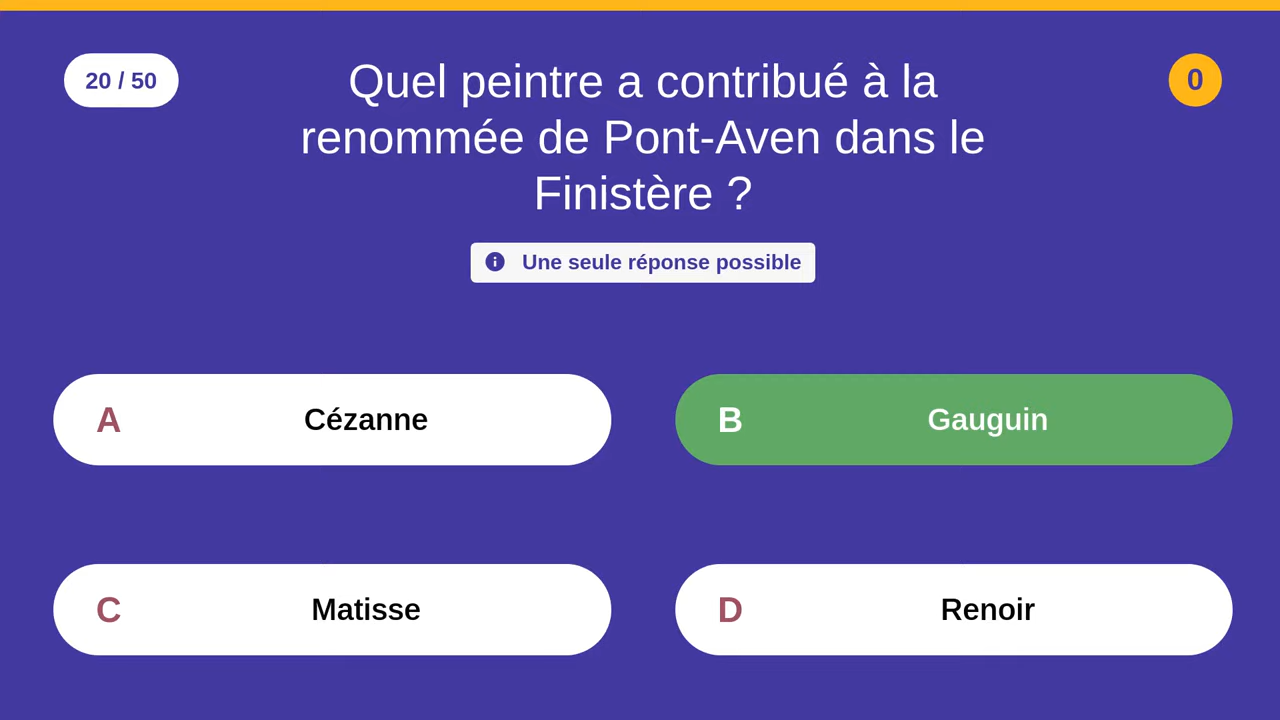 20 / 50
Quel peintre a contribué à la
renommée de Pont-Aven dans le
Finistère ?
0
Une seule réponse possible
A Cézanne
B Gauguin
C Matisse
D Renoir